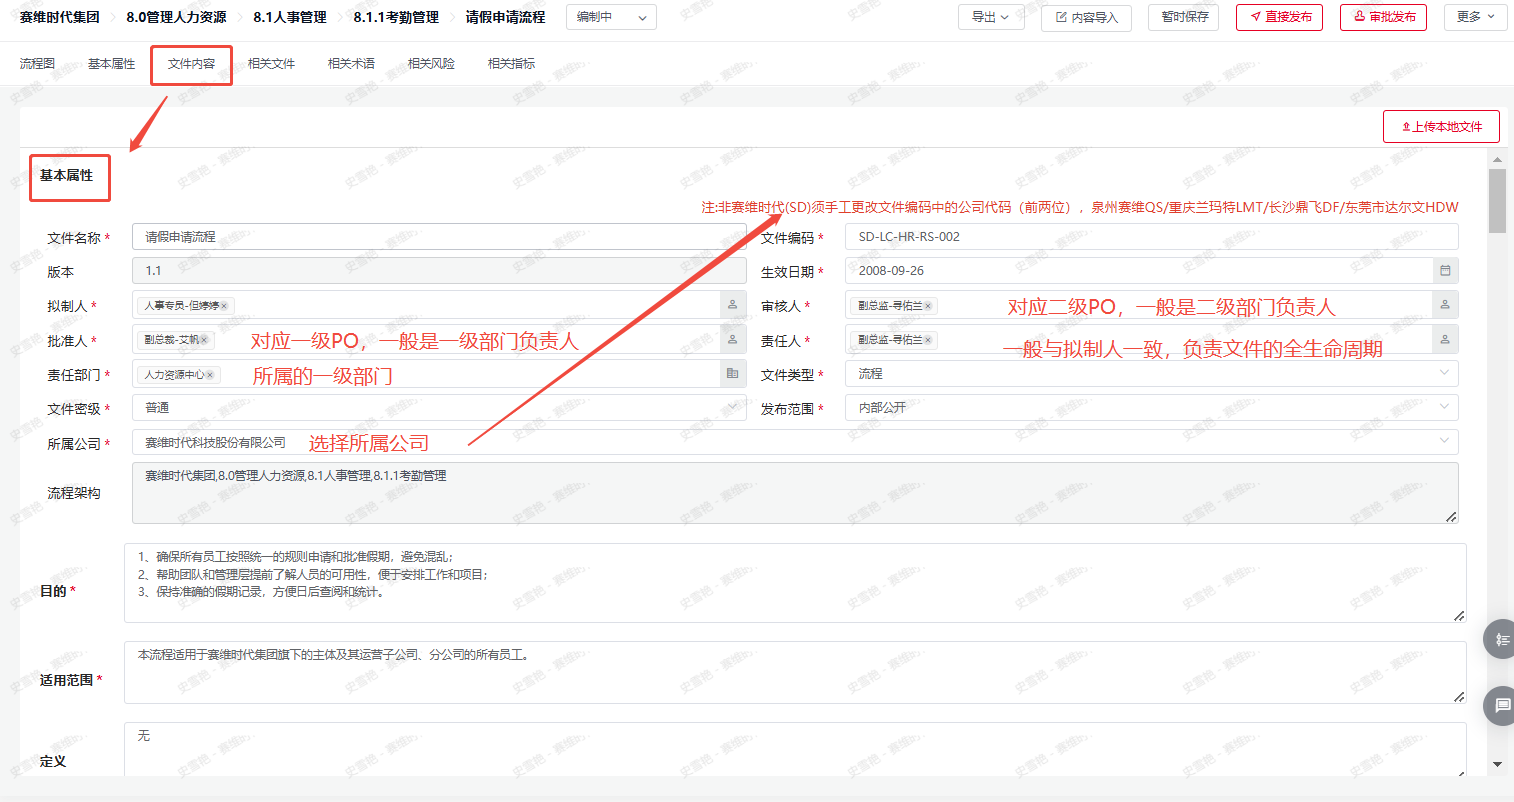 赛维时代集团 > 8.0管理人力资源 > 8.1人事管理 > 8.1.1考勤管理 > 请假申请流程 编制中 导出 内容导入 暂时保存 直接发布 审批发布 更多
流程图 基本属性 文件内容 相关文件 相关术语 相关风险 相关指标
上传本地文件
基本属性
注:非赛维时代(SD)须手工更改文件编码中的公司代码（前两位），泉州赛维QS/重庆兰玛特LMT/长沙鼎飞DF/东莞市达尔文HDW
文件名称 * 请假申请流程 文件编码 * SD-LC-HR-RS-002
版本 1.1 生效日期 * 2008-09-26
拟制人 * 人事专员-但婷婷 审核人 * 副总监-寻佑兰 对应二级PO，一般是二级部门负责人
批准人 * 副总裁-艾帆 对应一级PO，一般是一级部门负责人 责任人 * 副总监-寻佑兰 一般与拟制人一致，负责文件的全生命周期
责任部门 * 人力资源中心 所属的一级部门 文件类型 * 流程
文件密级 * 普通 发布范围 * 内部公开
所属公司 * 赛维时代科技股份有限公司 选择所属公司
流程架构 赛维时代集团,8.0管理人力资源,8.1人事管理,8.1.1考勤管理
目的 *
1、确保所有员工按照统一的规则申请和批准假期，避免混乱；
2、帮助团队和管理层提前了解人员的可用性，便于安排工作和项目；
3、保持准确的假期记录，方便日后查阅和统计。
适用范围 * 本流程适用于赛维时代集团旗下的主体及其运营子公司、分公司的所有员工。
定义 无